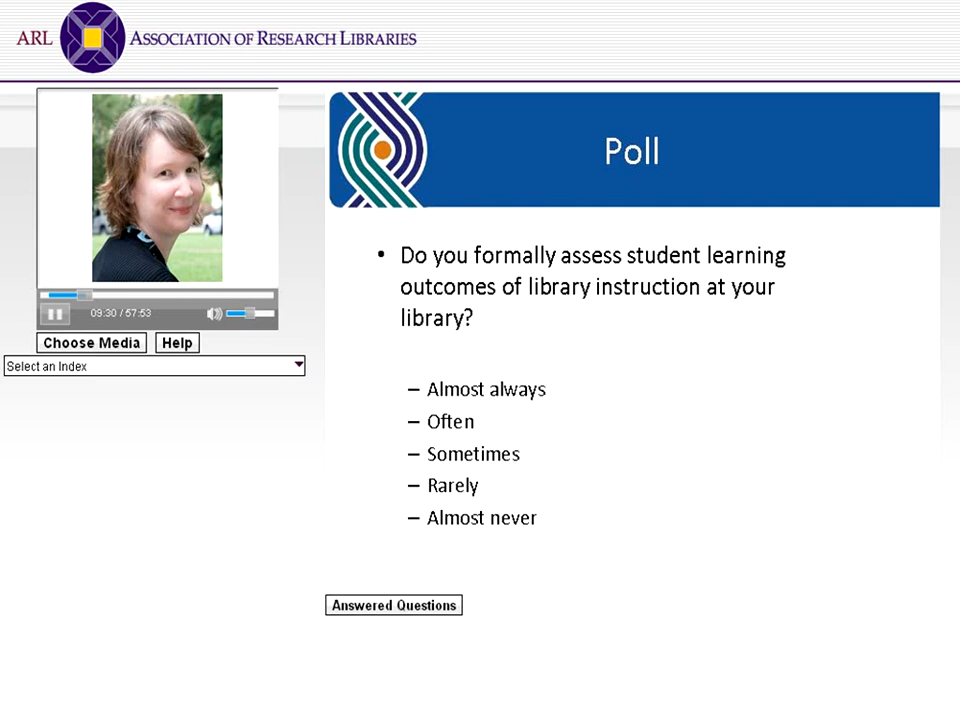 ARL ASSOCIATION OF RESEARCH LIBRARIES
09:30 / 57:53
Choose Media Help
Select an Index
Poll
• Do you formally assess student learning
outcomes of library instruction at your
library?
– Almost always
– Often
– Sometimes
– Rarely
– Almost never
Answered Questions